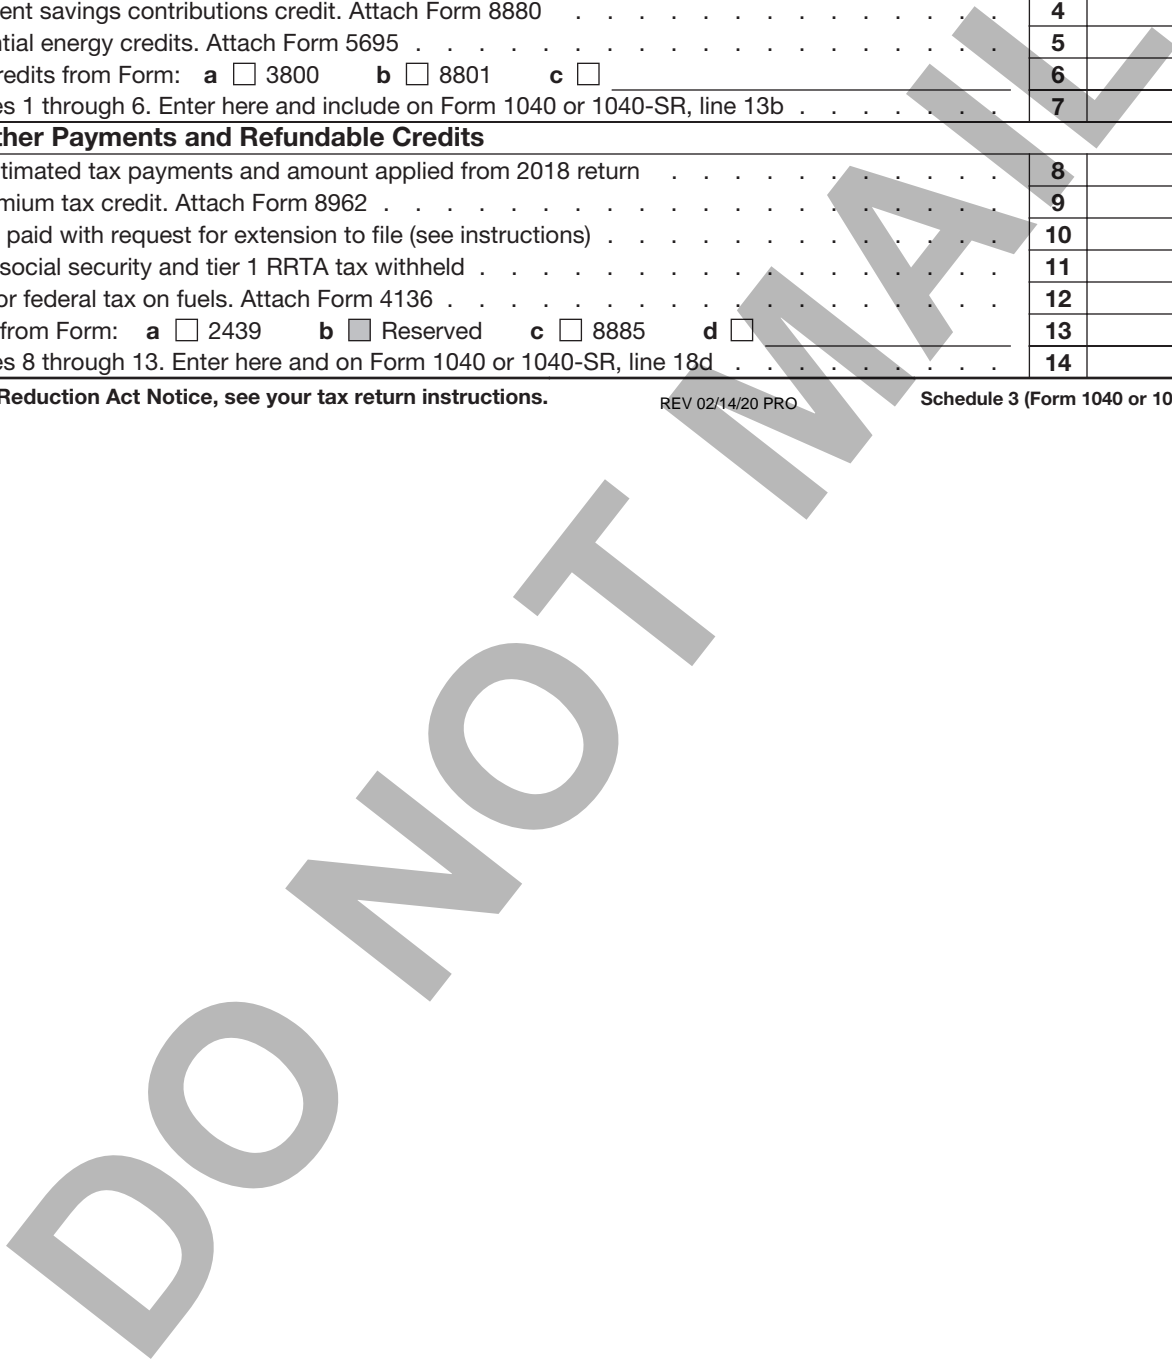 ent savings contributions credit. Attach Form 8880 . . . . . . . . . . . . . . 4
tial energy credits. Attach Form 5695 . . . . . . . . . . . . . . . . . . . 5
redits from Form: a 3800 b 8801 c 6
es 1 through 6. Enter here and include on Form 1040 or 1040-SR, line 13b . . . . . . . 7
ther Payments and Refundable Credits
timated tax payments and amount applied from 2018 return . . . . . . . . . . . 8
mium tax credit. Attach Form 8962 . . . . . . . . . . . . . . . . . . . . 9
paid with request for extension to file (see instructions) . . . . . . . . . . . . . 10
social security and tier 1 RRTA tax withheld . . . . . . . . . . . . . . . . . 11
or federal tax on fuels. Attach Form 4136 . . . . . . . . . . . . . . . . . . 12
from Form: a 2439 b Reserved c 8885 d 13
es 8 through 13. Enter here and on Form 1040 or 1040-SR, line 18d . . . . . . . . . 14
Reduction Act Notice, see your tax return instructions. REV 02/14/20 PRO Schedule 3 (Form 1040 or 10
DO NOT MAIL